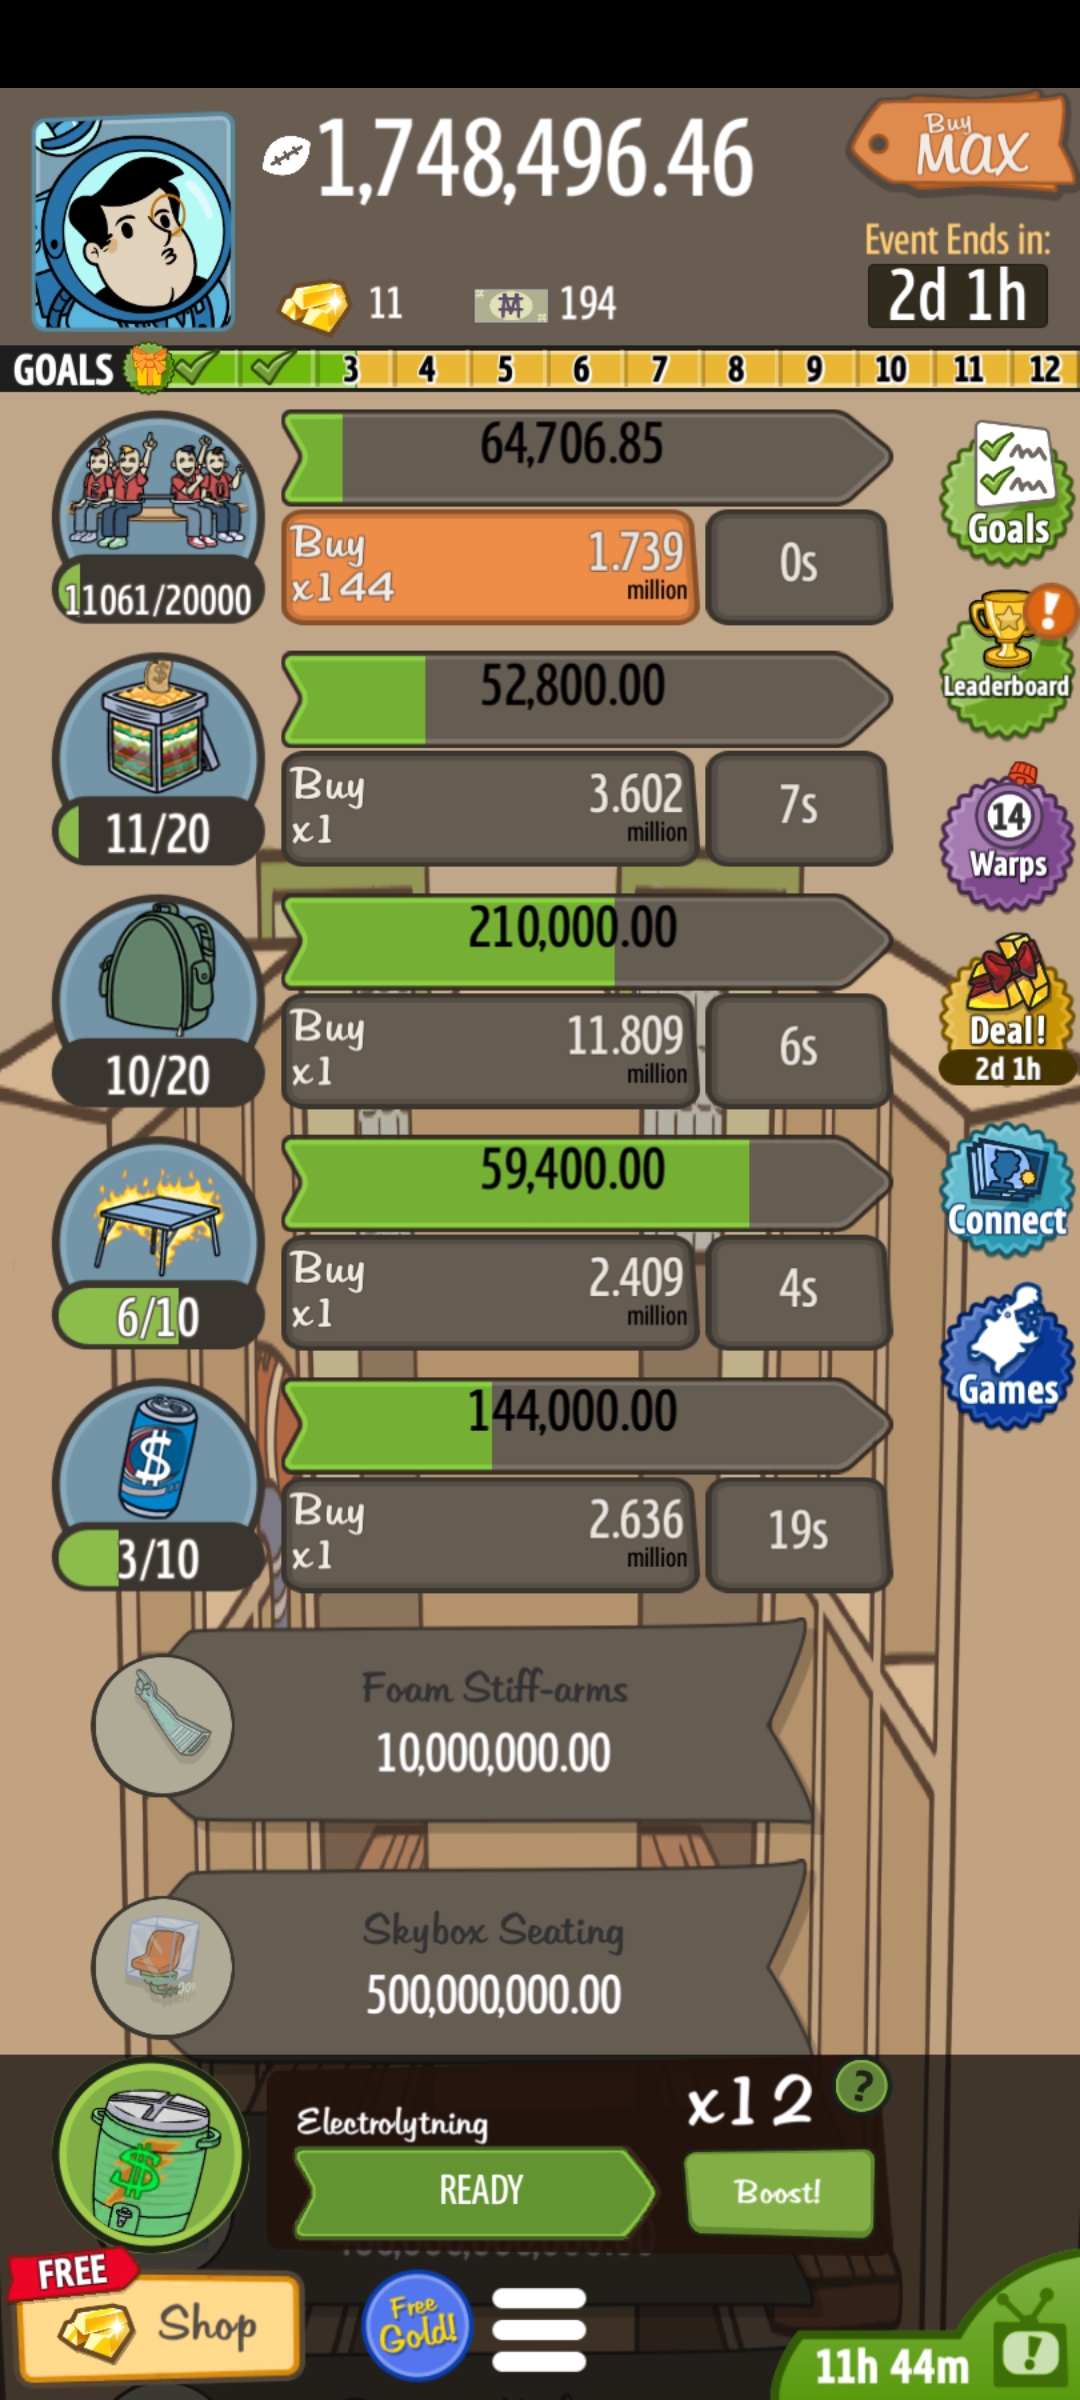 1,748,496.46
Buy
MAX
Event Ends in:
2d 1h
11
194
GOALS 3 4 5 6 7 8 9 10 11 12
64,706.85
Buy
x144
1.739
million
0s
11061/20000
Goals
52,800.00
Buy
x1
3.602
million
7s
11/20
Leaderboard
210,000.00
Buy
x1
11.809
million
6s
10/20
14
Warps
Deal!
2d 1h
59,400.00
Buy
x1
2.409
million
4s
6/10
Connect
144,000.00
Buy
x1
2.636
million
19s
3/10
Games
Foam Stiff-arms
10,000,000.00
Skybox Seating
500,000,000.00
Electrolytning
x12
?
READY
Boost!
FREE
Shop
Free
Gold!
11h 44m